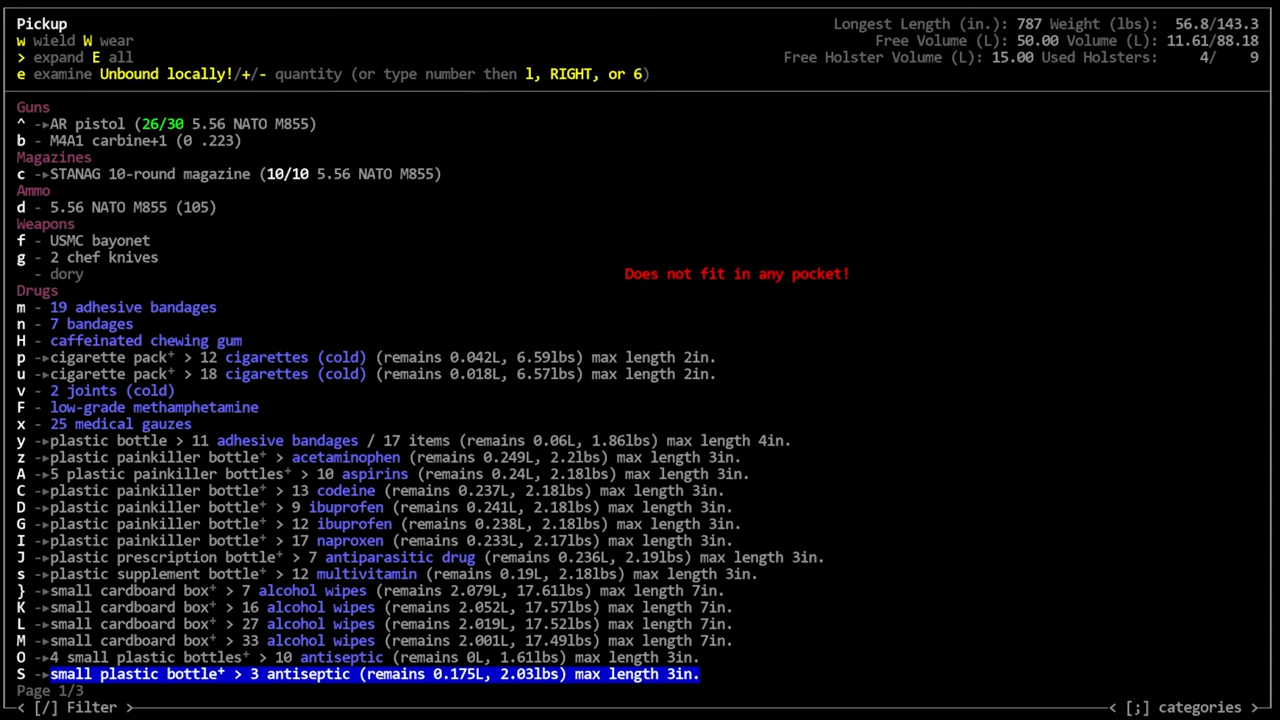 Pickup
Longest Length (in.): 787 Weight (lbs): 56.8/143.3
w wield W wear
Free Volume (L): 50.00 Volume (L): 11.61/88.18
> expand E all
Free Holster Volume (L): 15.00 Used Holsters: 4/ 9
e examine Unbound locally!/+/- quantity (or type number then l, RIGHT, or 6)
Guns
^ -▸AR pistol (26/30 5.56 NATO M855)
b - M4A1 carbine+1 (0 .223)
Magazines
c -▸STANAG 10-round magazine (10/10 5.56 NATO M855)
Ammo
d - 5.56 NATO M855 (105)
Weapons
f - USMC bayonet
g - 2 chef knives
- dory Does not fit in any pocket!
Drugs
m - 19 adhesive bandages
n - 7 bandages
H - caffeinated chewing gum
p -▸cigarette pack⁺ > 12 cigarettes (cold) (remains 0.042L, 6.59lbs) max length 2in.
u -▸cigarette pack⁺ > 18 cigarettes (cold) (remains 0.018L, 6.57lbs) max length 2in.
v - 2 joints (cold)
F - low-grade methamphetamine
x - 25 medical gauzes
y -▸plastic bottle > 11 adhesive bandages / 17 items (remains 0.06L, 1.86lbs) max length 4in.
z -▸plastic painkiller bottle⁺ > acetaminophen (remains 0.249L, 2.2lbs) max length 3in.
A -▸5 plastic painkiller bottles⁺ > 10 aspirins (remains 0.24L, 2.18lbs) max length 3in.
C -▸plastic painkiller bottle⁺ > 13 codeine (remains 0.237L, 2.18lbs) max length 3in.
D -▸plastic painkiller bottle⁺ > 9 ibuprofen (remains 0.241L, 2.18lbs) max length 3in.
G -▸plastic painkiller bottle⁺ > 12 ibuprofen (remains 0.238L, 2.18lbs) max length 3in.
I -▸plastic painkiller bottle⁺ > 17 naproxen (remains 0.233L, 2.17lbs) max length 3in.
J -▸plastic prescription bottle⁺ > 7 antiparasitic drug (remains 0.236L, 2.19lbs) max length 3in.
s -▸plastic supplement bottle⁺ > 12 multivitamin (remains 0.19L, 2.18lbs) max length 3in.
} -▸small cardboard box⁺ > 7 alcohol wipes (remains 2.079L, 17.61lbs) max length 7in.
K -▸small cardboard box⁺ > 16 alcohol wipes (remains 2.052L, 17.57lbs) max length 7in.
L -▸small cardboard box⁺ > 27 alcohol wipes (remains 2.019L, 17.52lbs) max length 7in.
M -▸small cardboard box⁺ > 33 alcohol wipes (remains 2.001L, 17.49lbs) max length 7in.
O -▸4 small plastic bottles⁺ > 10 antiseptic (remains 0L, 1.61lbs) max length 3in.
S -▸small plastic bottle⁺ > 3 antiseptic (remains 0.175L, 2.03lbs) max length 3in.
Page 1/3
< [/] Filter > < [;] categories >